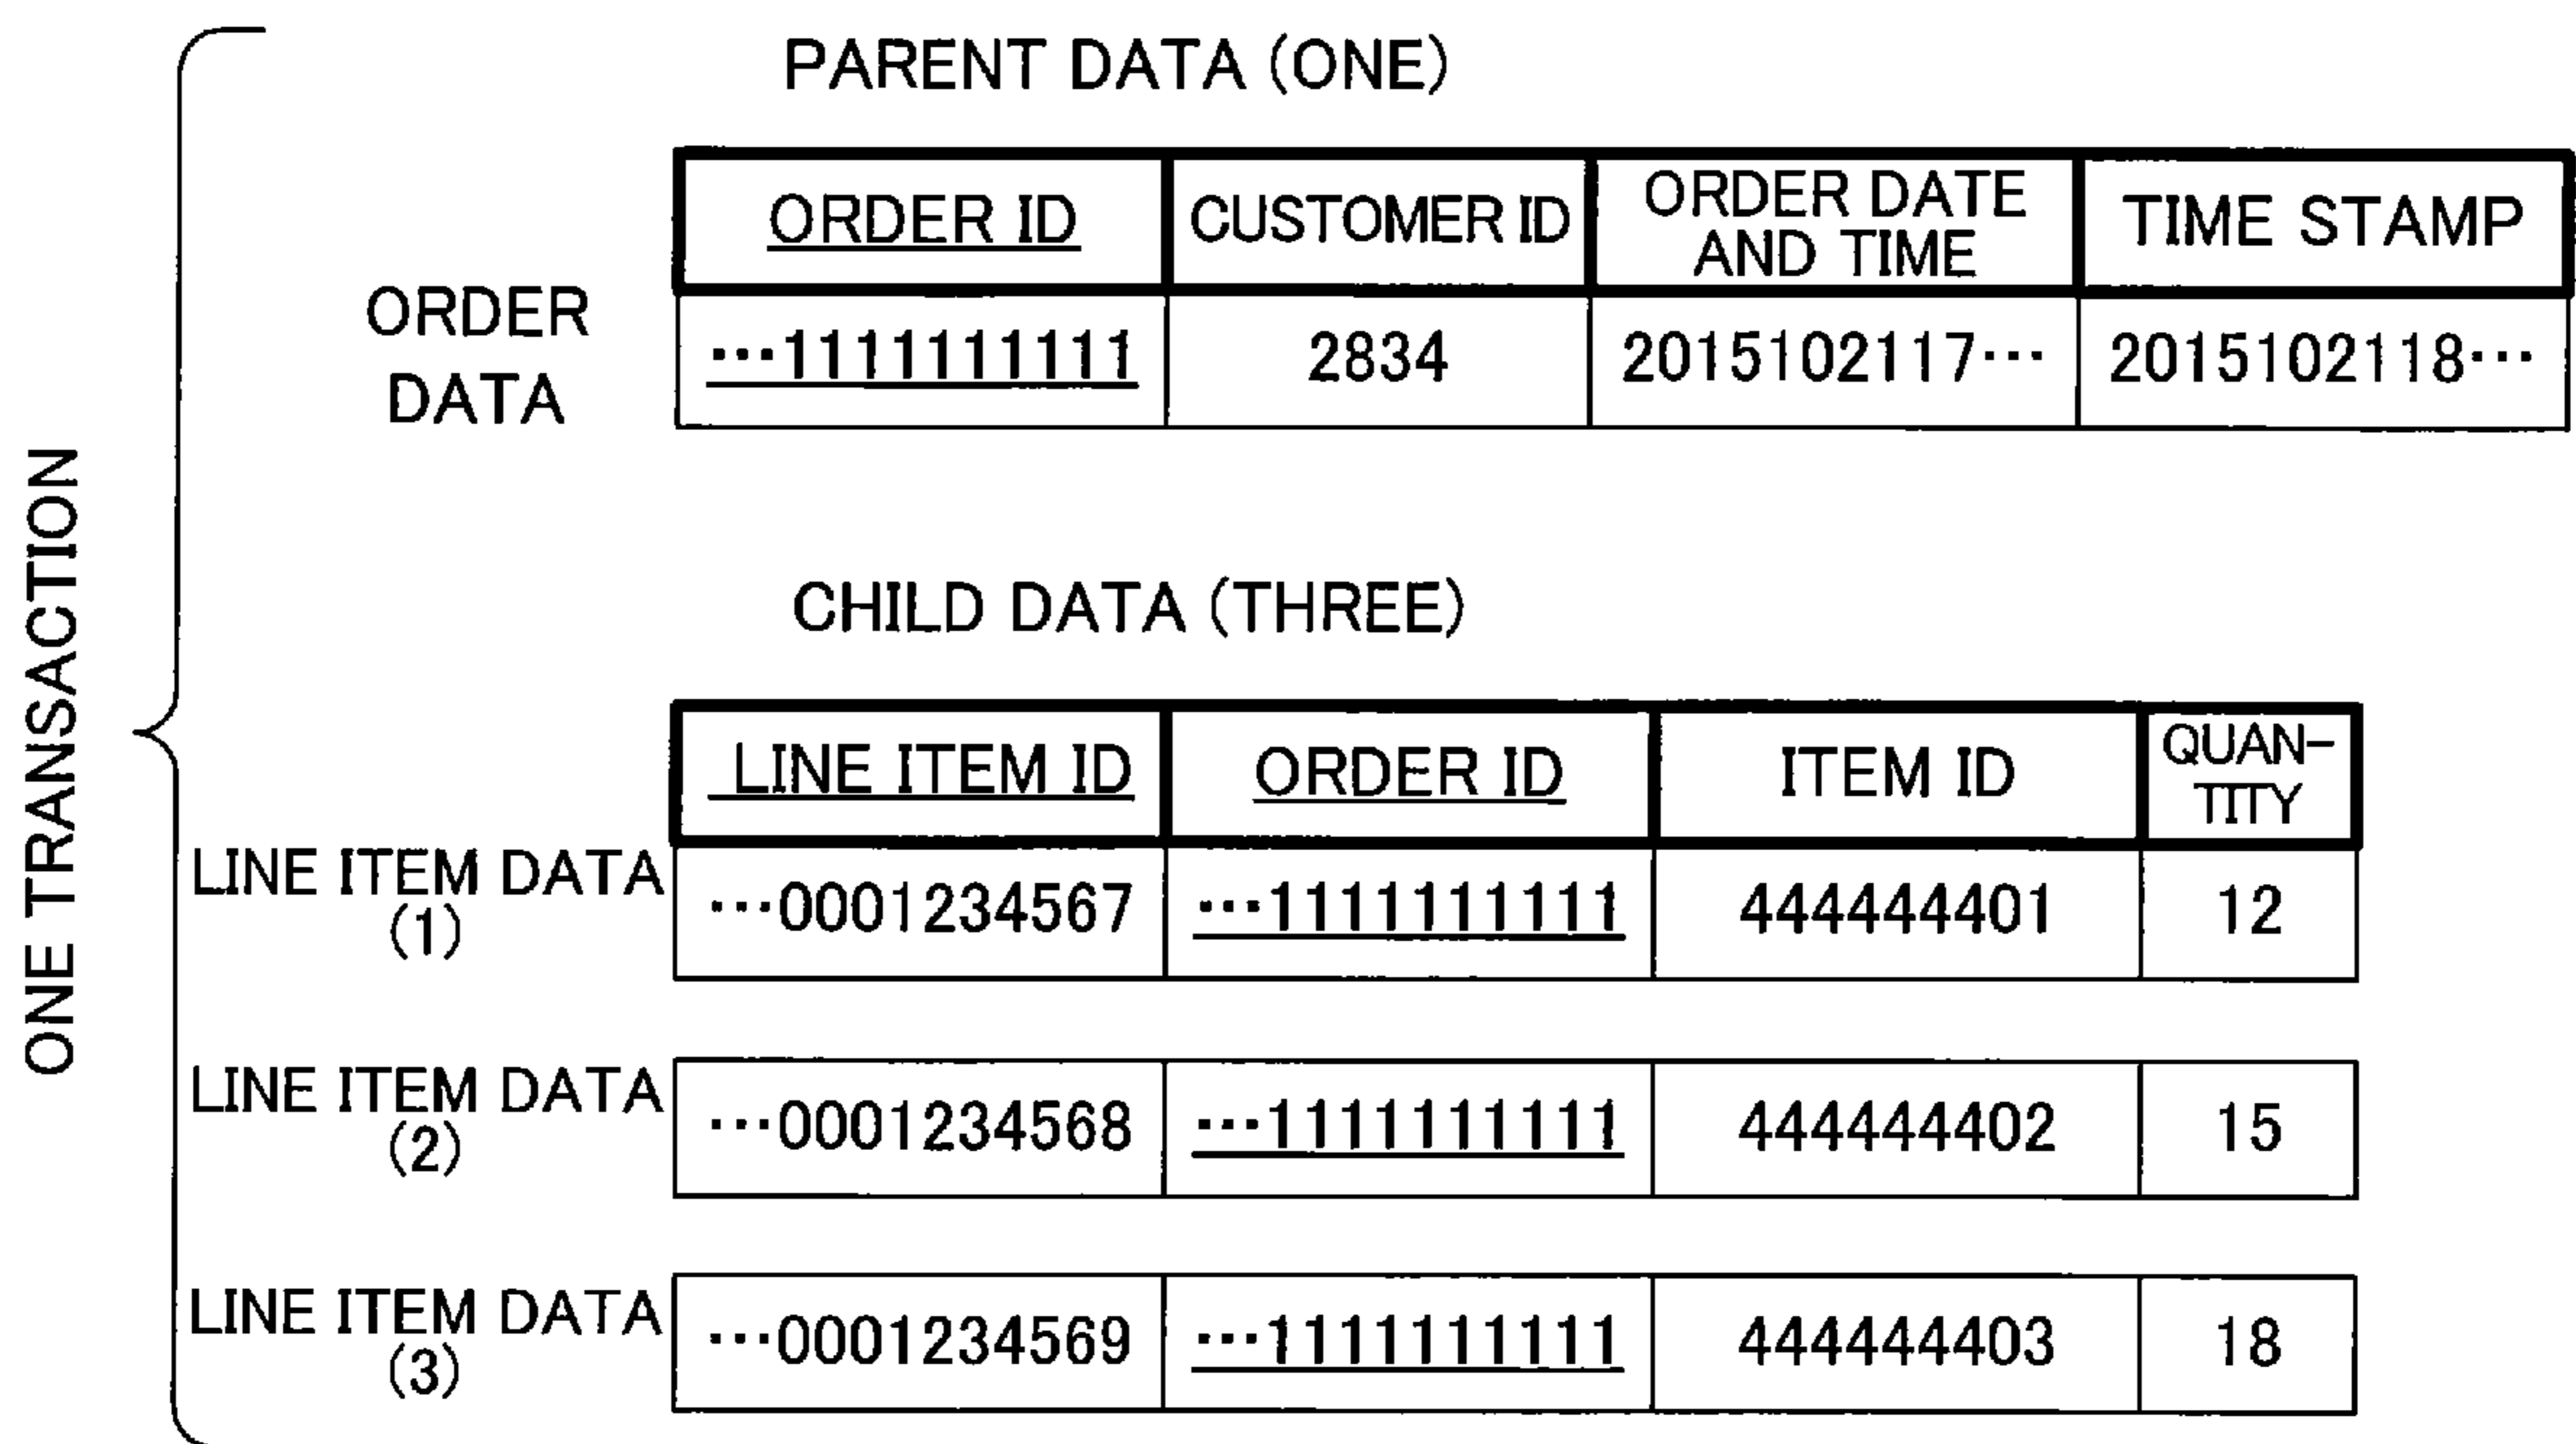 ONE TRANSACTION
PARENT DATA (ONE)
ORDER ID CUSTOMER ID ORDER DATE AND TIME TIME STAMP
ORDER DATA …1111111111 2834 2015102117… 2015102118…
CHILD DATA (THREE)
LINE ITEM ID ORDER ID ITEM ID QUAN-TITY
LINE ITEM DATA (1) …0001234567 …1111111111 444444401 12
LINE ITEM DATA (2) …0001234568 …1111111111 444444402 15
LINE ITEM DATA (3) …0001234569 …1111111111 444444403 18